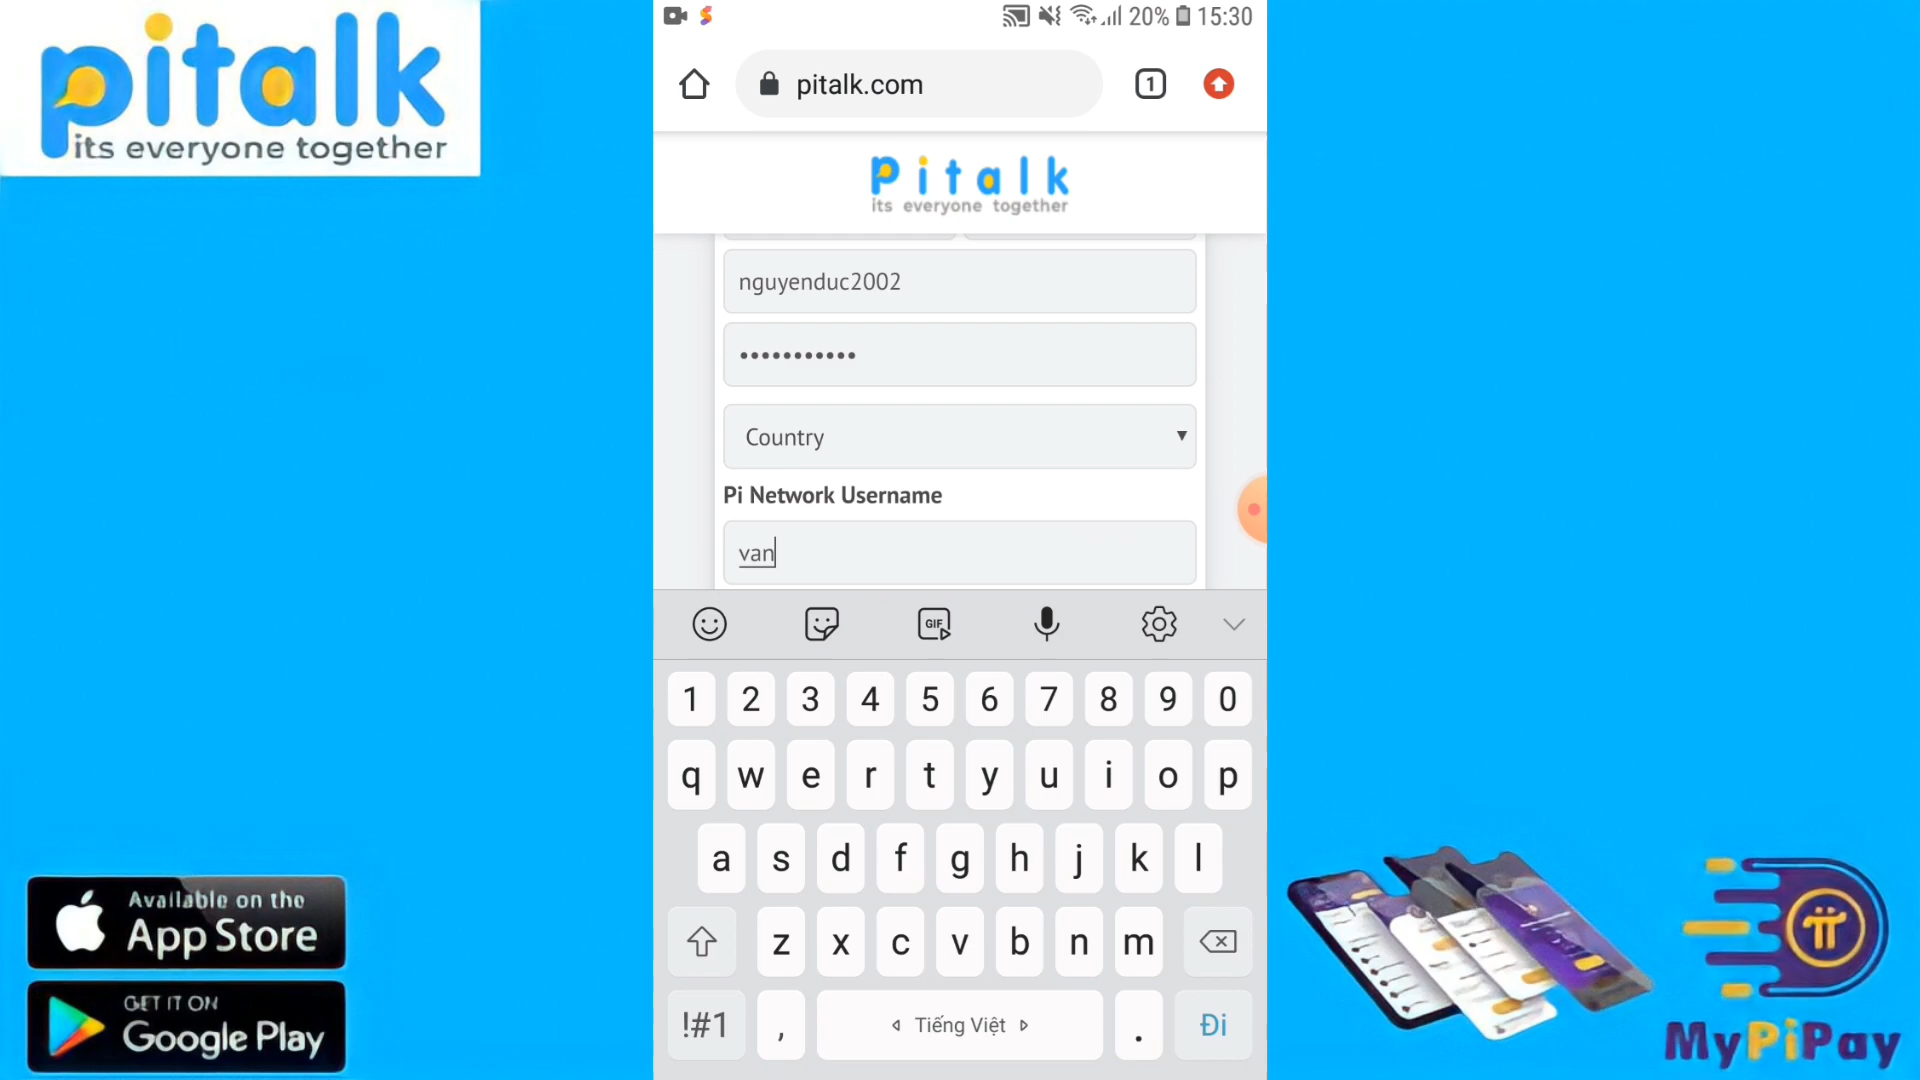 pitalk
its everyone together
20% 15:30
pitalk.com
1
Pitalk
its everyone together
nguyenduc2002
•••••••••••
Country
Pi Network Username
van
GIF
1 2 3 4 5 6 7 8 9 0
q w e r t y u i o p
a s d f g h j k l
z x c v b n m
!#1 , Tiếng Việt . Đi
Available on the
App Store
GET IT ON
Google Play
MyPiPay